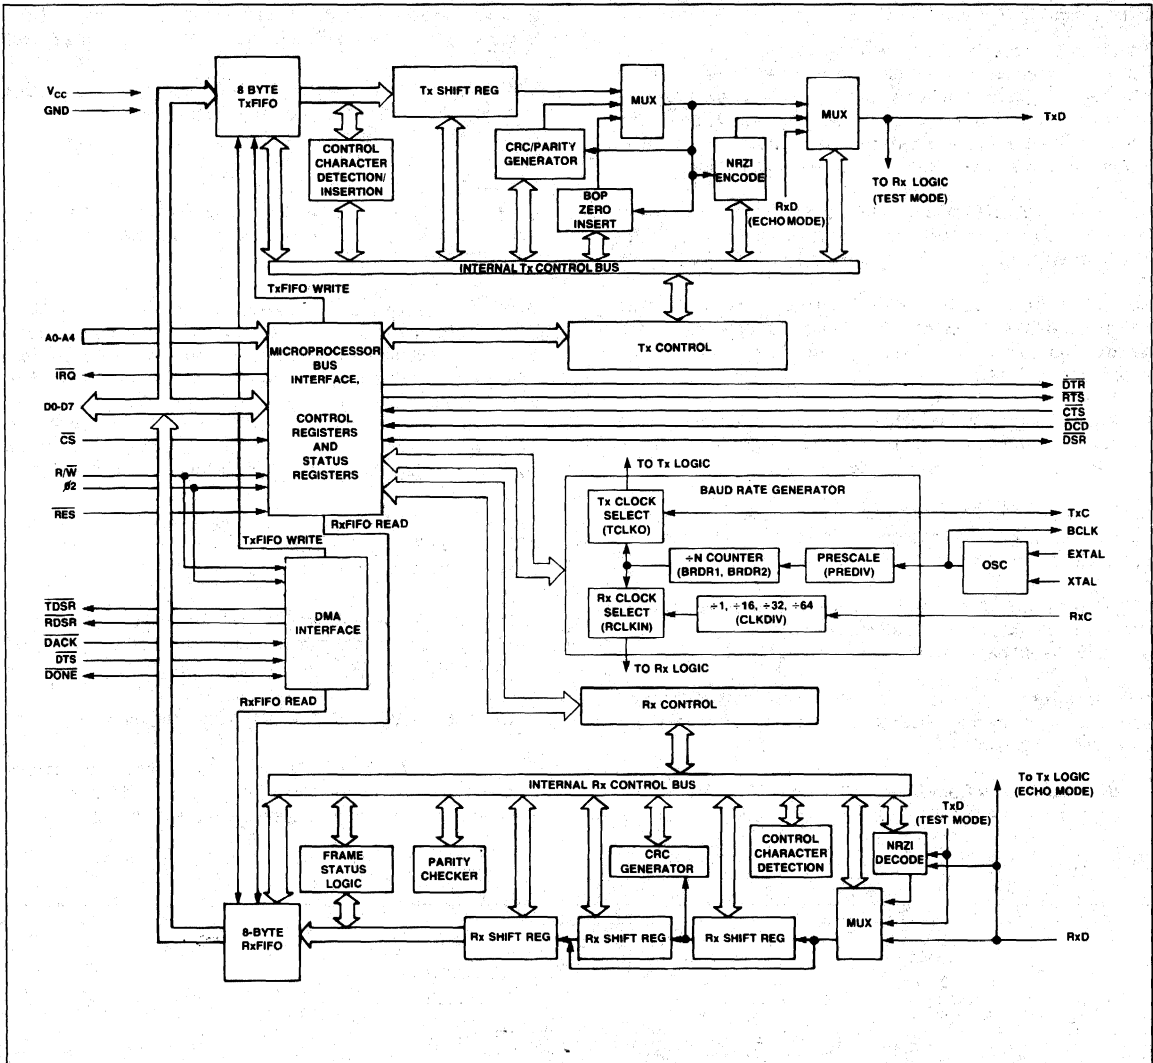 VCC
GND
8 BYTE
TxFIFO
Tx SHIFT REG
MUX
MUX
TxD
CONTROL
CHARACTER
DETECTION/
INSERTION
CRC/PARITY
GENERATOR
NRZI
ENCODE
BOP
ZERO
INSERT
RxD
(ECHO MODE)
TO Rx LOGIC
(TEST MODE)
INTERNAL Tx CONTROL BUS
TxFIFO WRITE
A0-A4
IRQ
D0-D7
CS
R/W
ø2
RES
MICROPROCESSOR
BUS
INTERFACE,
CONTROL
REGISTERS
AND
STATUS
REGISTERS
Tx CONTROL
DTR
RTS
CTS
DCD
DSR
TO Tx LOGIC
BAUD RATE GENERATOR
Tx CLOCK
SELECT
(TCLKO)
TxC
BCLK
EXTAL
XTAL
RxC
÷N COUNTER
(BRDR1, BRDR2)
PRESCALE
(PREDIV)
OSC
Rx CLOCK
SELECT
(RCLKIN)
÷1, ÷16, ÷32, ÷64
(CLKDIV)
TO Rx LOGIC
RxFIFO READ
TxFIFO WRITE
TDSR
RDSR
DACK
DTS
DONE
DMA
INTERFACE
RxFIFO READ
Rx CONTROL
INTERNAL Rx CONTROL BUS
To Tx LOGIC
(ECHO MODE)
TxD
(TEST MODE)
FRAME
STATUS
LOGIC
PARITY
CHECKER
CRC
GENERATOR
CONTROL
CHARACTER
DETECTION
NRZI
DECODE
8-BYTE
RxFIFO
Rx SHIFT REG
Rx SHIFT REG
Rx SHIFT REG
MUX
RxD